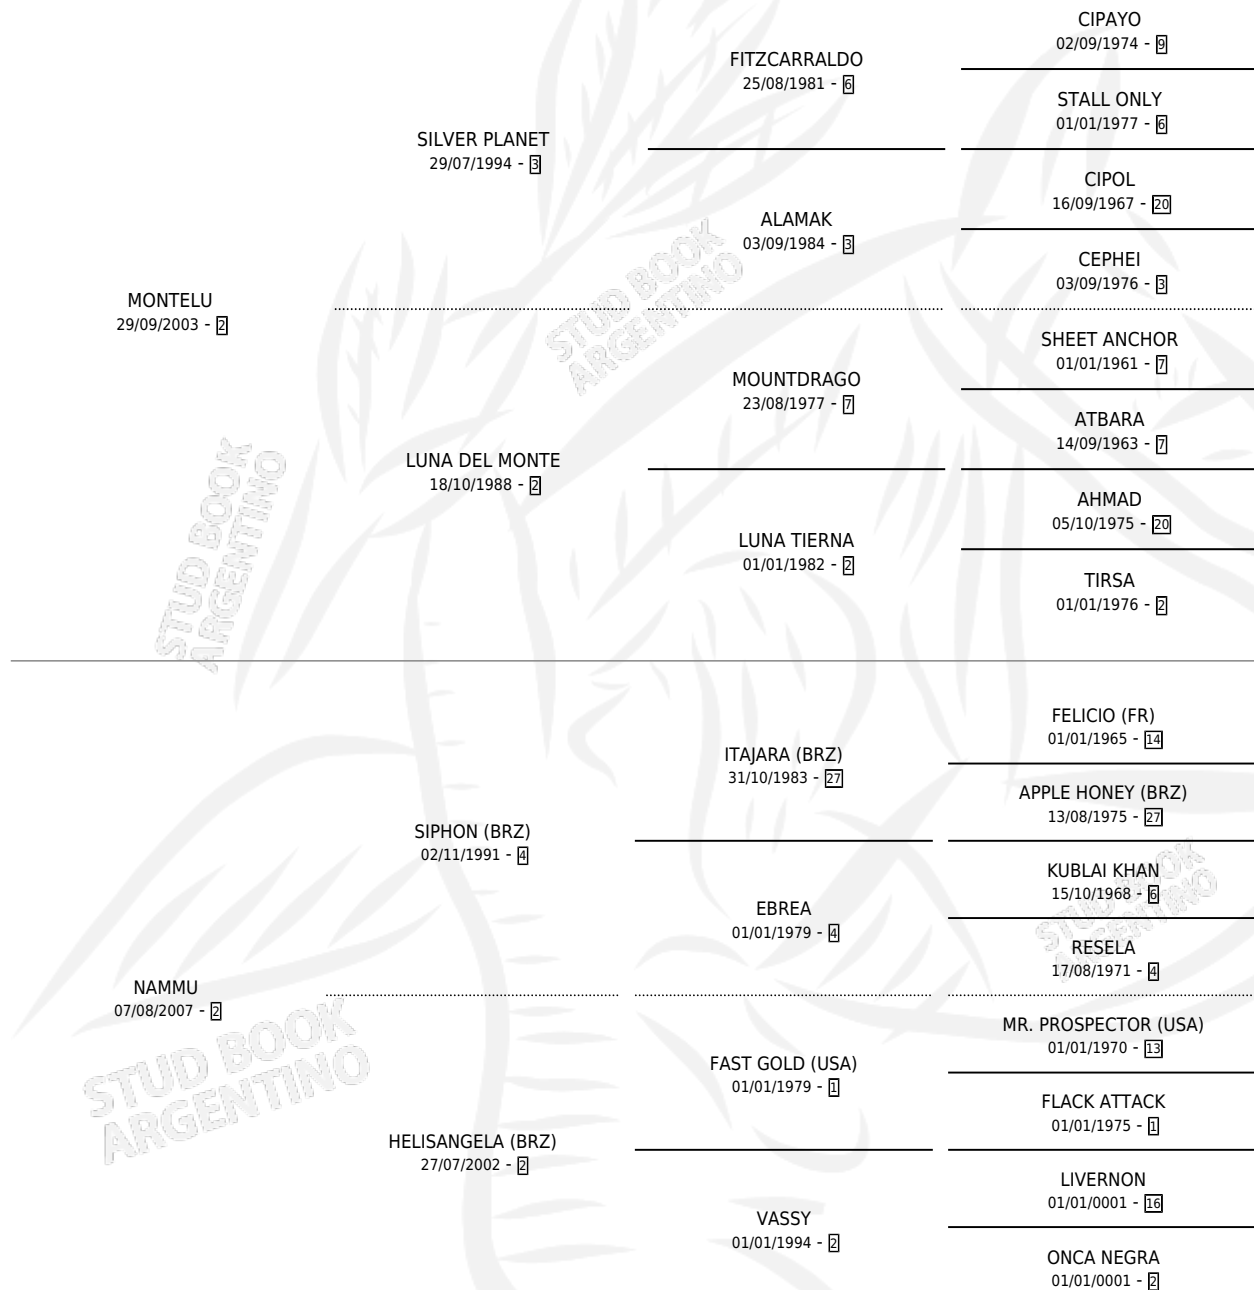 CIPAYO
02/09/1974 - 9
FITZCARRALDO
25/08/1981 - 6
STALL ONLY
01/01/1977 - 6
SILVER PLANET
29/07/1994 - 3
CIPOL
16/09/1967 - 20
ALAMAK
03/09/1984 - 3
CEPHEI
03/09/1976 - 3
MONTELU
29/09/2003 - 2
STUD BOOK
ARGENTINO
SHEET ANCHOR
01/01/1961 - 7
MOUNTDRAGO
23/08/1977 - 7
ATBARA
14/09/1963 - 7
LUNA DEL MONTE
18/10/1988 - 2
AHMAD
05/10/1975 - 20
LUNA TIERNA
01/01/1982 - 2
TIRSA
01/01/1976 - 2
STUD BOOK
ARGENTINO
FELICIO (FR)
01/01/1965 - 14
ITAJARA (BRZ)
31/10/1983 - 27
APPLE HONEY (BRZ)
13/08/1975 - 27
SIPHON (BRZ)
02/11/1991 - 4
KUBLAI KHAN
15/10/1968 - 6
EBREA
01/01/1979 - 4
STUD BOOK
ARGENTINO
RESELA
17/08/1971 - 4
NAMMU
07/08/2007 - 2
MR. PROSPECTOR (USA)
01/01/1970 - 13
FAST GOLD (USA)
01/01/1979 - 1
STUD BOOK
ARGENTINO
FLACK ATTACK
01/01/1975 - 1
HELISANGELA (BRZ)
27/07/2002 - 2
LIVERNON
01/01/0001 - 16
VASSY
01/01/1994 - 2
ONCA NEGRA
01/01/0001 - 2